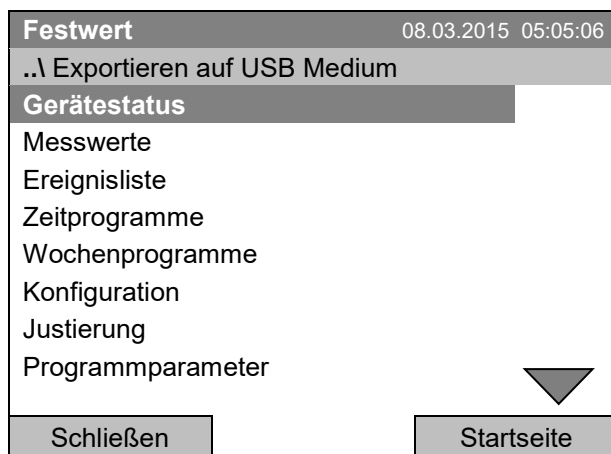 Festwert 08.03.2015 05:05:06
..\ Exportieren auf USB Medium
Gerätestatus
Messwerte
Ereignisliste
Zeitprogramme
Wochenprogramme
Konfiguration
Justierung
Programmparameter
Schließen Startseite